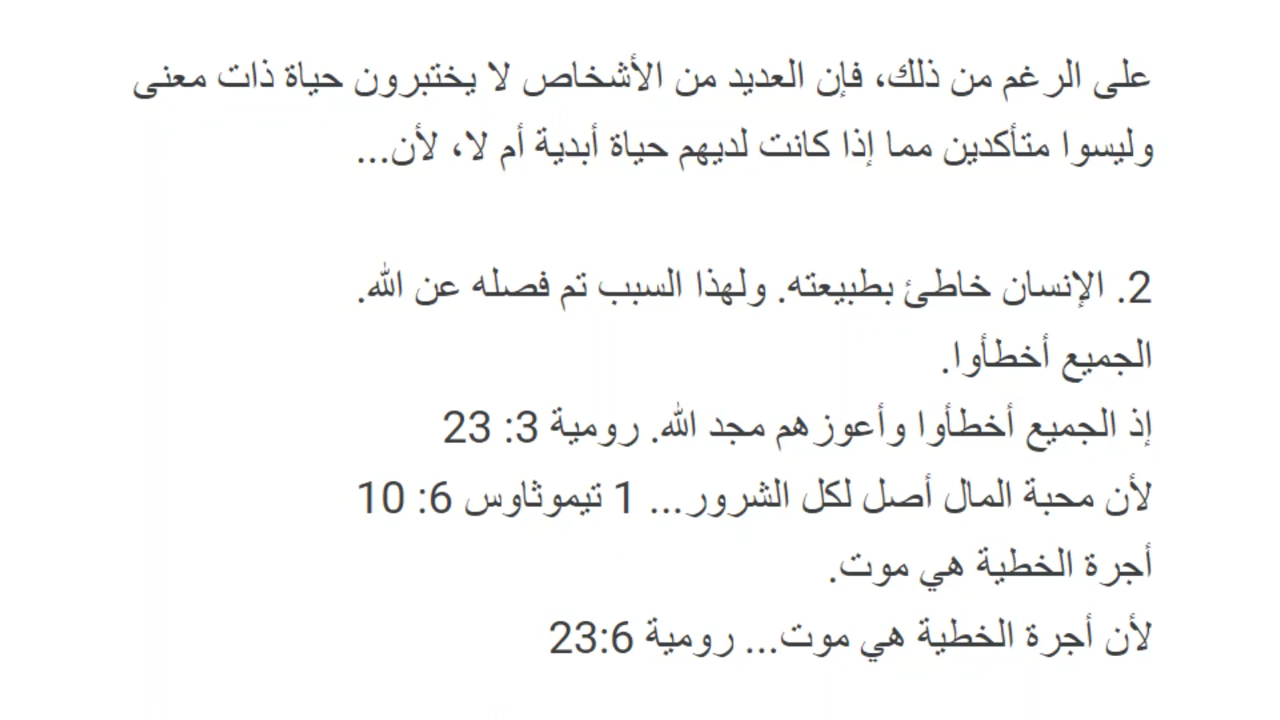 على الرغم من ذلك، فإن العديد من الأشخاص لا يختبرون حياة ذات معنى
وليسوا متأكدين مما إذا كانت لديهم حياة أبدية أم لا، لأن...
2. الإنسان خاطئ بطبيعته. ولهذا السبب تم فصله عن الله.
الجميع أخطأوا.
إذ الجميع أخطأوا وأعوزهم مجد الله. رومية 3: 23
لأن محبة المال أصل لكل الشرور... 1 تيموثاوس 6: 10
أجرة الخطية هي موت.
لأن أجرة الخطية هي موت... رومية 23:6